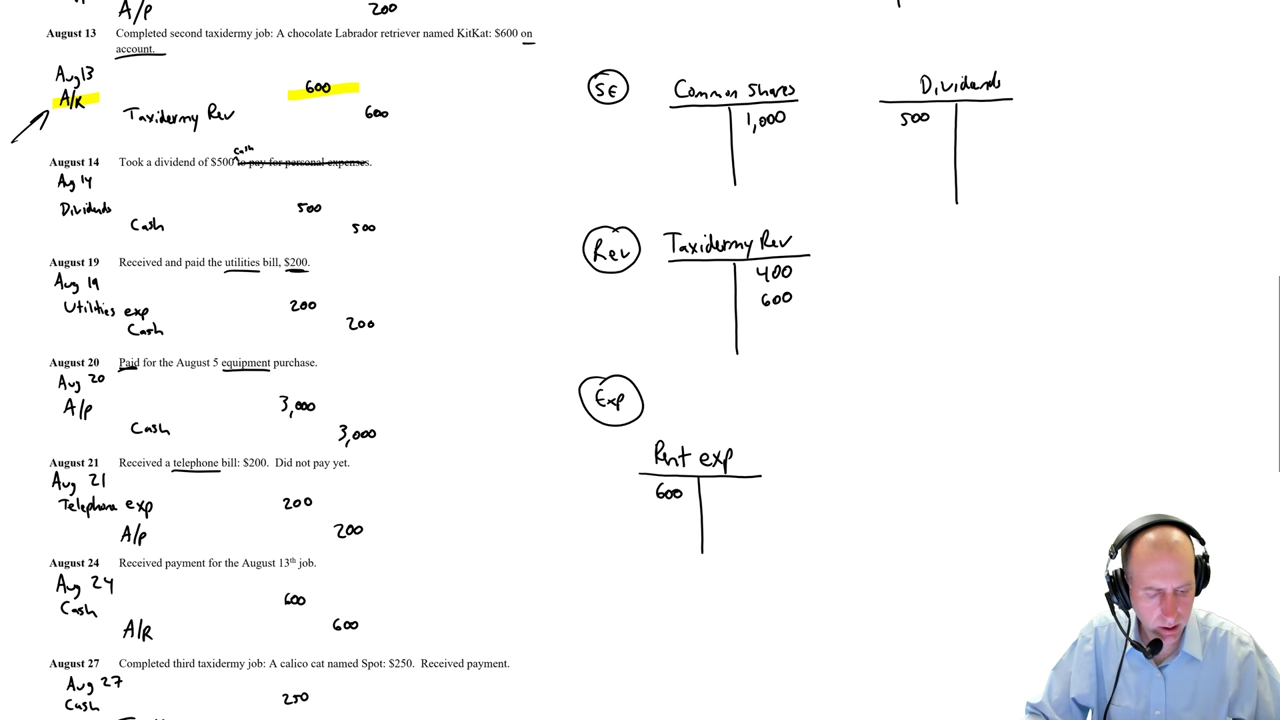 A/p 200
August 13 Completed second taxidermy job: A chocolate Labrador retriever named KitKat: $600 on
account.
Aug 13
A/R 600
Taxidermy Rev 600
August 14 Took a dividend of $500 cash to pay for personal expenses.
Aug 14
Dividends 500
Cash 500
August 19 Received and paid the utilities bill, $200.
Aug 19
Utilities exp 200
Cash 200
August 20 Paid for the August 5 equipment purchase.
Aug 20
A/p 3,000
Cash 3,000
August 21 Received a telephone bill: $200. Did not pay yet.
Aug 21
Telephone exp 200
A/p 200
August 24 Received payment for the August 13th job.
Aug 24
Cash 600
A/R 600
August 27 Completed third taxidermy job: A calico cat named Spot: $250. Received payment.
Aug 27
Cash 250
SE
Common Shares
1,000
Dividends
500
Rev
Taxidermy Rev
400
600
Exp
Rent exp
600